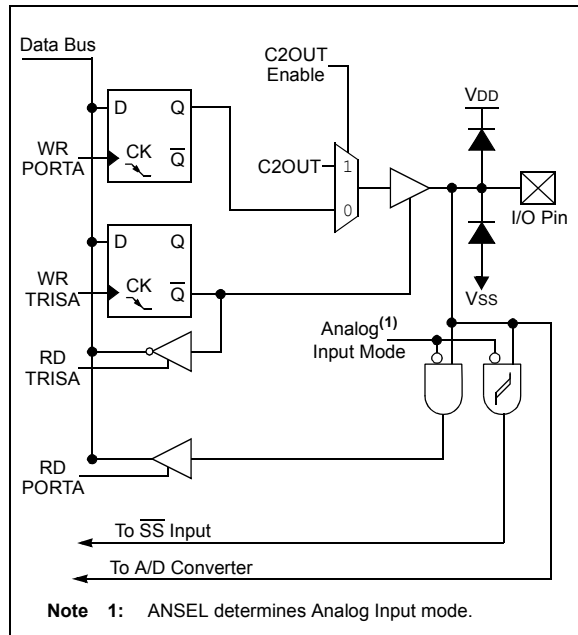 Data Bus
C2OUT
Enable
VDD
D Q
WR
PORTA
CK
Q
C2OUT
1
0
I/O Pin
D Q
WR
TRISA
CK
Q
VSS
Analog(1)
Input Mode
RD
TRISA
RD
PORTA
To SS Input
To A/D Converter
Note 1: ANSEL determines Analog Input mode.